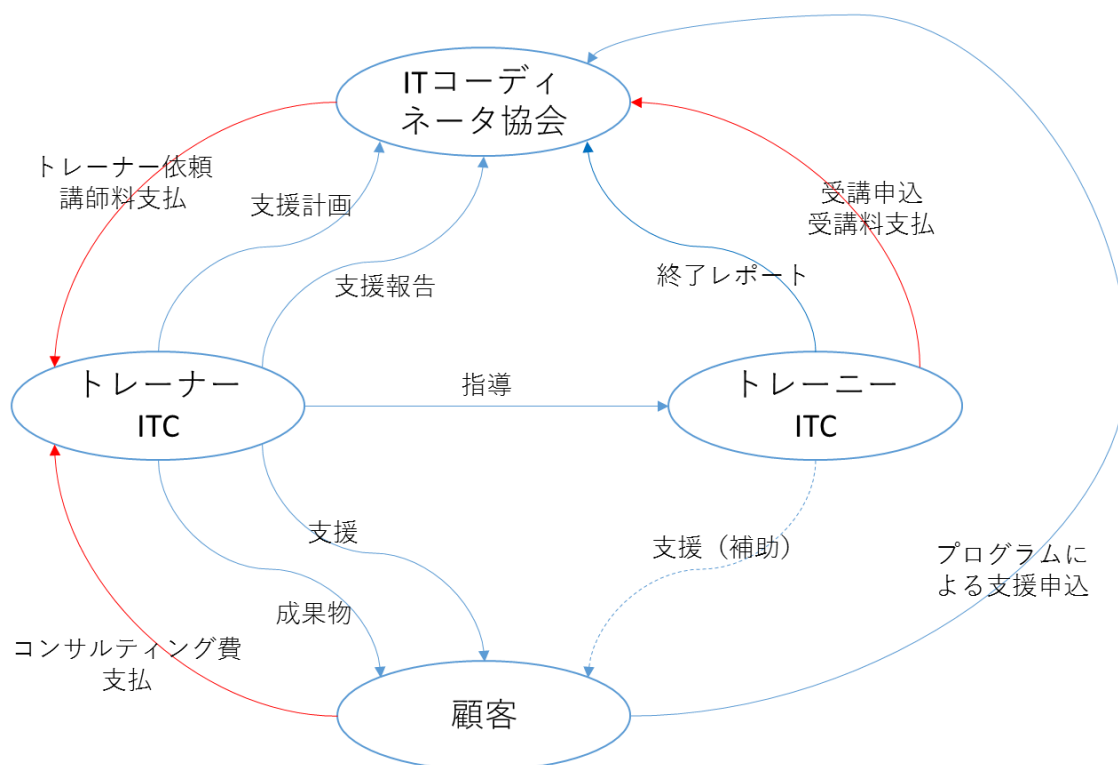 ITコーディ
ネータ協会
トレーナー依頼
講師料支払
支援計画
支援報告
受講申込
受講料支払
終了レポート
トレーナー
ITC
指導
トレーニー
ITC
支援
成果物
支援（補助）
プログラムに
よる支援申込
コンサルティング費
支払
顧客